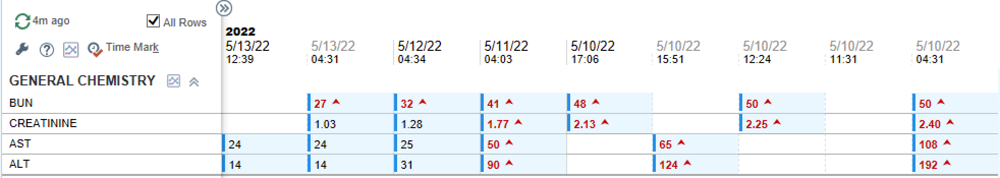 4m ago All Rows
Time Mark
2022
5/13/22 5/13/22 5/12/22 5/11/22 5/10/22 5/10/22 5/10/22 5/10/22 5/10/22
12:39 04:31 04:34 04:03 17:06 15:51 12:24 11:31 04:31
GENERAL CHEMISTRY
BUN 27 32 41 48 50 50
CREATININE 1.03 1.28 1.77 2.13 2.25 2.40
AST 24 24 25 50 65 108
ALT 14 14 31 90 124 192